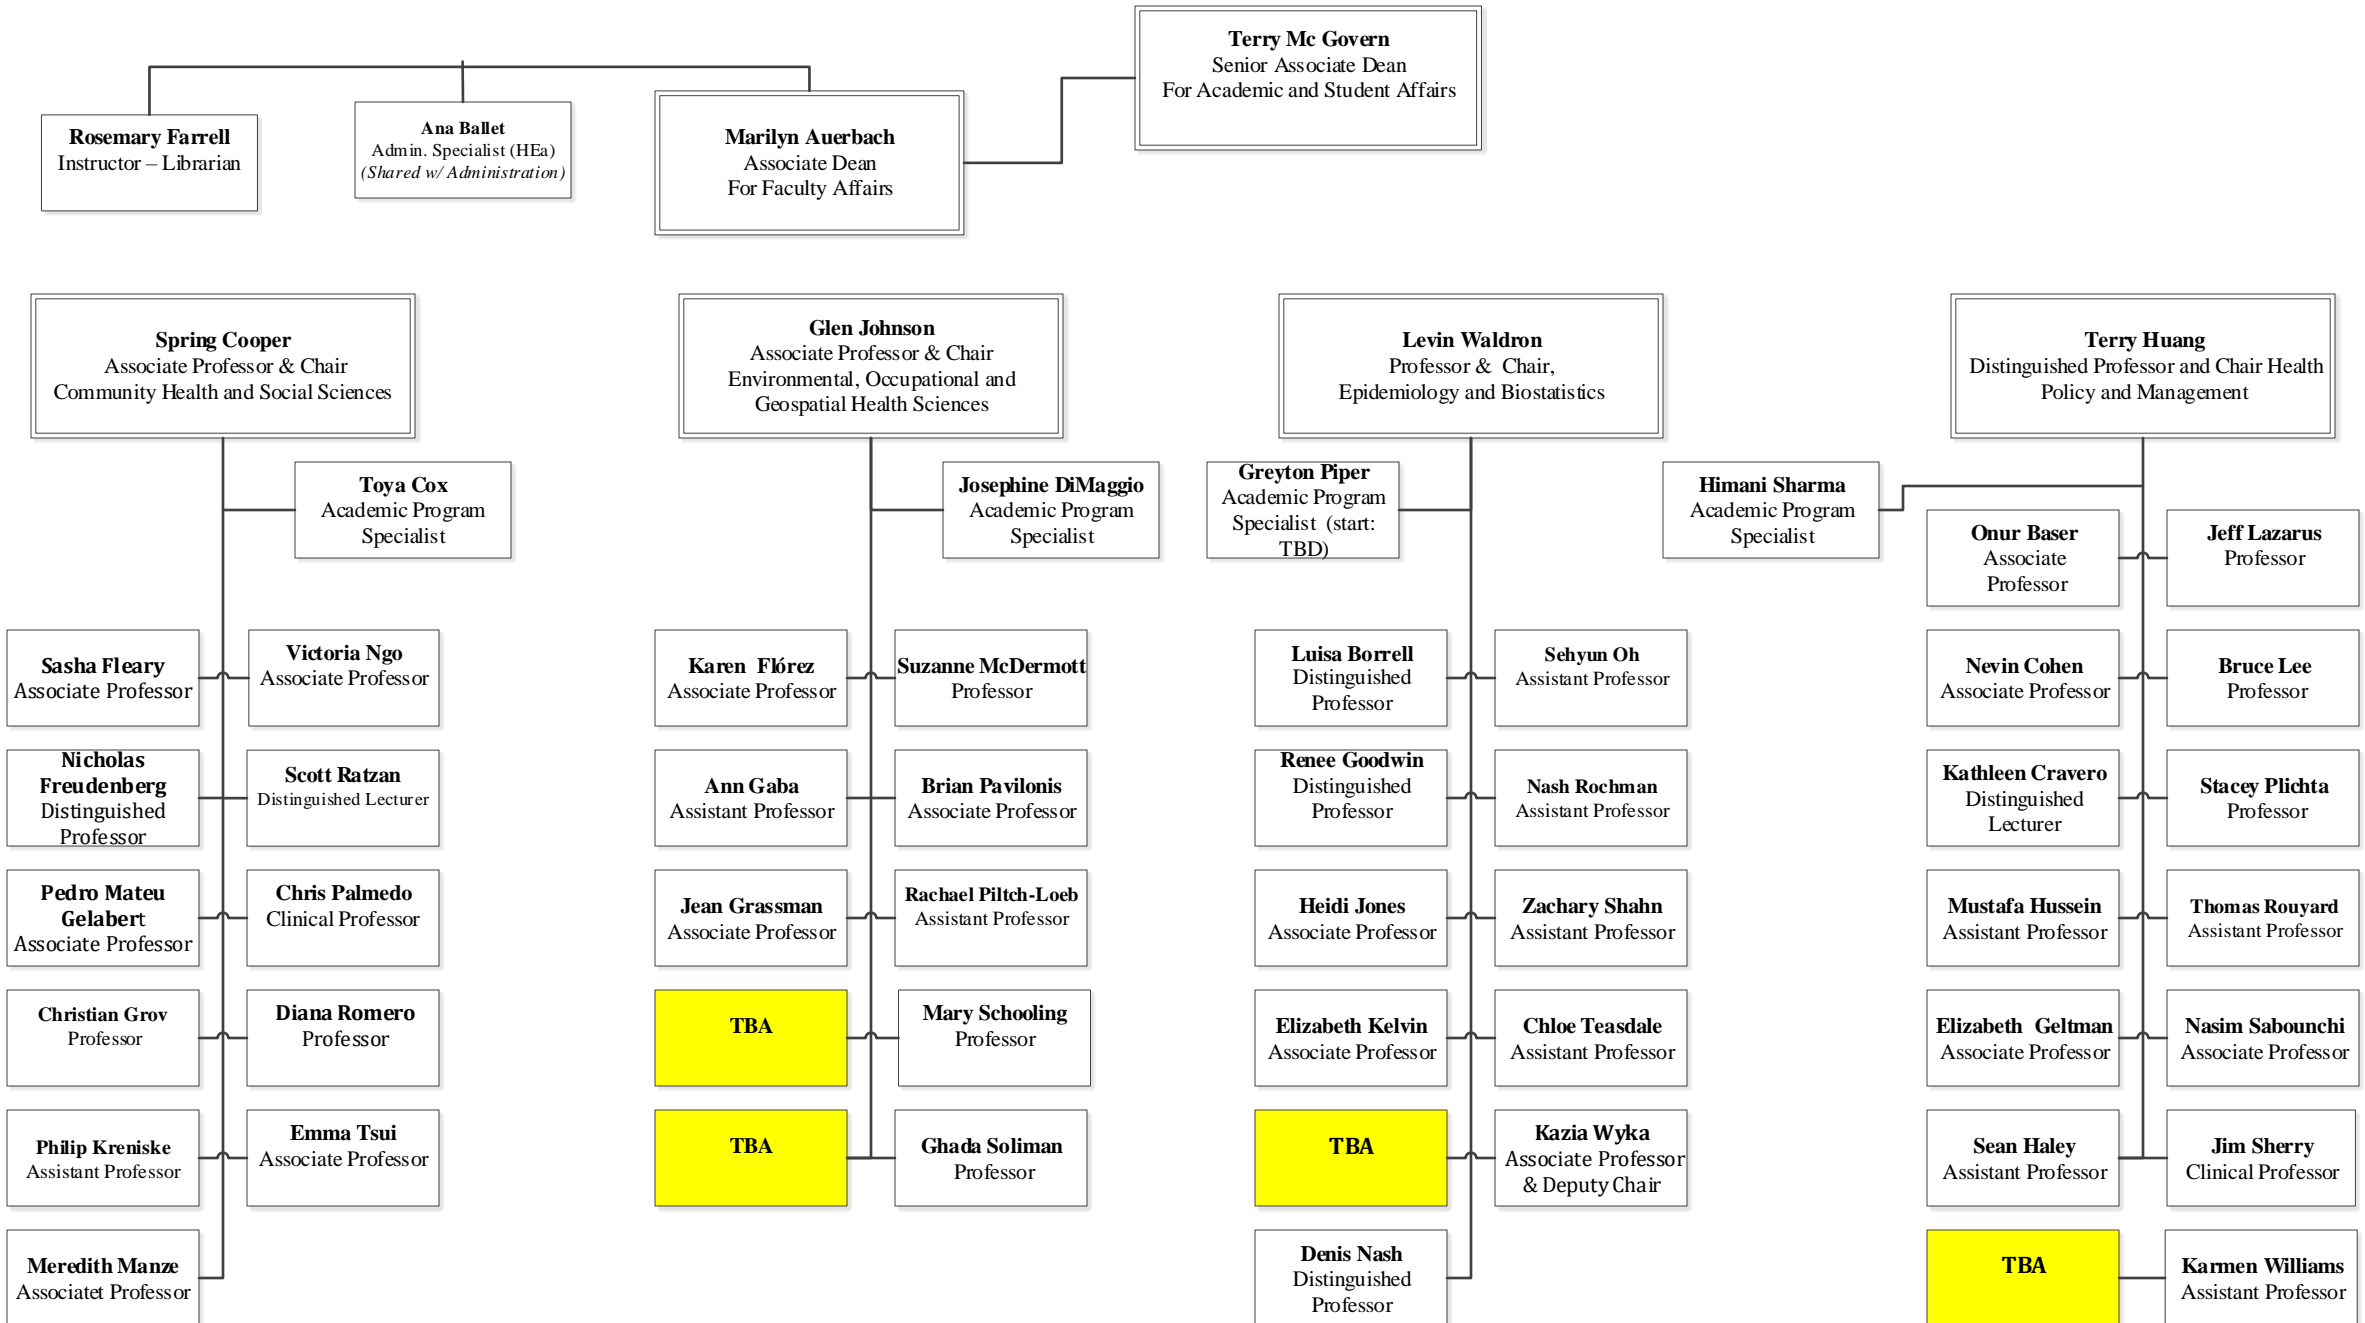 Terry Mc Govern
Senior Associate Dean
For Academic and Student Affairs
Rosemary Farrell
Instructor – Librarian
Ana Ballet
Admin. Specialist (HEa)
(Shared w/ Administration)
Marilyn Auerbach
Associate Dean
For Faculty Affairs
Spring Cooper
Associate Professor & Chair
Community Health and Social Sciences
Glen Johnson
Associate Professor & Chair
Environmental, Occupational and
Geospatial Health Sciences
Levin Waldron
Professor & Chair,
Epidemiology and Biostatistics
Terry Huang
Distinguished Professor and Chair Health
Policy and Management
Toya Cox
Academic Program
Specialist
Josephine DiMaggio
Academic Program
Specialist
Greyton Piper
Academic Program
Specialist (start:
TBD)
Himani Sharma
Academic Program
Specialist
Onur Baser
Associate
Professor
Jeff Lazarus
Professor
Sasha Fleary
Associate Professor
Victoria Ngo
Associate Professor
Karen Flórez
Associate Professor
Suzanne McDermott
Professor
Luisa Borrell
Distinguished
Professor
Sehyun Oh
Assistant Professor
Nevin Cohen
Associate Professor
Bruce Lee
Professor
Nicholas
Freudenberg
Distinguished
Professor
Scott Ratzan
Distinguished Lecturer
Ann Gaba
Assistant Professor
Brian Pavilonis
Associate Professor
Renee Goodwin
Distinguished
Professor
Nash Rochman
Assistant Professor
Kathleen Cravero
Distinguished
Lecturer
Stacey Plichta
Professor
Pedro Mateu
Gelabert
Associate Professor
Chris Palmedo
Clinical Professor
Jean Grassman
Associate Professor
Rachael Piltch-Loeb
Assistant Professor
Heidi Jones
Associate Professor
Zachary Shahn
Assistant Professor
Mustafa Hussein
Assistant Professor
Thomas Rouyard
Assistant Professor
Christian Grov
Professor
Diana Romero
Professor
TBA
Mary Schooling
Professor
Elizabeth Kelvin
Associate Professor
Chloe Teasdale
Assistant Professor
Elizabeth Geltman
Associate Professor
Nasim Sabounchi
Associate Professor
Philip Kreniske
Assistant Professor
Emma Tsui
Associate Professor
TBA
Ghada Soliman
Professor
TBA
Kazia Wyka
Associate Professor
& Deputy Chair
Sean Haley
Assistant Professor
Jim Sherry
Clinical Professor
Meredith Manze
Associatet Professor
Denis Nash
Distinguished
Professor
TBA
Karmen Williams
Assistant Professor